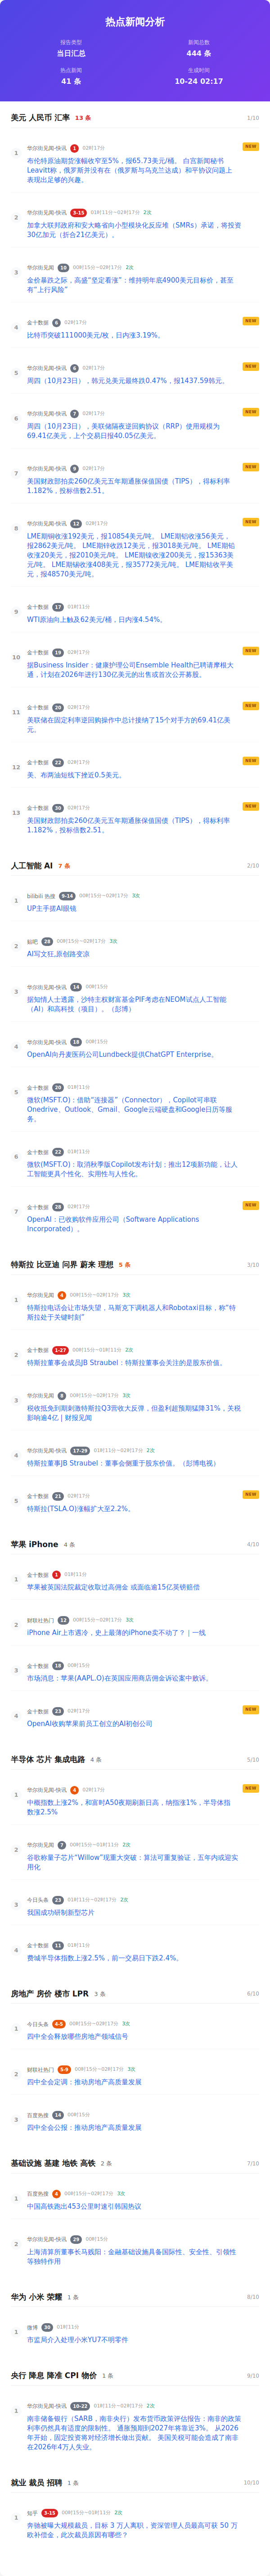 热点新闻分析
报告类型
新闻总数
当日汇总
444 条
热点新闻
生成时间
41 条
10-24 02:17
美元 人民币 汇率 13 条 1/10
1 华尔街见闻-快讯 1 02时17分 NEW
布伦特原油期货涨幅收窄至5%，报65.73美元/桶。 白宫新闻秘书
Leavitt称，俄罗斯并没有在（俄罗斯与乌克兰达成）和平协议问题上
表现出足够的兴趣。
2 华尔街见闻-快讯 3-15 01时11分~02时17分 2次
加拿大联邦政府和安大略省向小型模块化反应堆（SMRs）承诺，将投资
30亿加元（折合21亿美元）。
3 华尔街见闻 10 00时15分~02时17分 2次
金价暴跌之际，高盛"坚定看涨"：维持明年底4900美元目标价，甚至
有"上行风险"
4 金十数据 6 02时17分 NEW
比特币突破111000美元/枚，日内涨3.19%。
5 华尔街见闻-快讯 6 02时17分 NEW
周四（10月23日），韩元兑美元最终跌0.47%，报1437.59韩元。
6 华尔街见闻-快讯 7 02时17分 NEW
周四（10月23日），美联储隔夜逆回购协议（RRP）使用规模为
69.41亿美元，上个交易日报40.05亿美元。
7 华尔街见闻-快讯 9 02时17分 NEW
美国财政部拍卖260亿美元五年期通胀保值国债（TIPS），得标利率
1.182%，投标倍数2.51。
8 华尔街见闻-快讯 12 02时17分 NEW
LME期铜收涨192美元，报10854美元/吨。 LME期铝收涨56美元，
报2862美元/吨。 LME期锌收跌12美元，报3018美元/吨。 LME期铅
收涨20美元，报2010美元/吨。 LME期镍收涨200美元，报15363美
元/吨。 LME期锡收涨408美元，报35772美元/吨。 LME期钴收平美
元，报48570美元/吨。
9 金十数据 17 01时11分
WTI原油向上触及62美元/桶，日内涨4.54%。
10 金十数据 19 02时17分 NEW
据Business Insider：健康护理公司Ensemble Health已聘请摩根大
通，计划在2026年进行130亿美元的出售或首次公开募股。
11 金十数据 20 02时17分 NEW
美联储在固定利率逆回购操作中总计接纳了15个对手方的69.41亿美
元。
12 金十数据 22 02时17分 NEW
美、布两油短线下挫近0.5美元。
13 金十数据 30 02时17分 NEW
美国财政部拍卖260亿美元五年期通胀保值国债（TIPS），得标利率
1.182%，投标倍数2.51。
人工智能 AI 7 条 2/10
1 bilibili 热搜 9-14 00时15分~02时17分 3次
UP主手搓AI眼镜
2 贴吧 28 00时15分~02时17分 3次
AI写文狂,原创路变凉
3 华尔街见闻-快讯 14 00时15分
据知情人士透露，沙特主权财富基金PIF考虑在NEOM试点人工智能
（AI）和高科技（项目）。（彭博）
4 华尔街见闻-快讯 18 00时15分
OpenAI向丹麦医药公司Lundbeck提供ChatGPT Enterprise。
5 金十数据 20 01时11分
微软(MSFT.O)：借助"连接器"（Connector），Copilot可串联
Onedrive、Outlook、Gmail、Google云端硬盘和Google日历等服
务。
6 金十数据 22 01时11分
微软(MSFT.O)：取消秋季版Copilot发布计划；推出12项新功能，让人
工智能更具个性化、实用性与人性化。
7 金十数据 28 02时17分 NEW
OpenAI：已收购软件应用公司（Software Applications
Incorporated）。
特斯拉 比亚迪 问界 蔚来 理想 5 条 3/10
1 华尔街见闻 4 00时15分~02时17分 3次
特斯拉电话会让市场失望，马斯克下调机器人和Robotaxi目标，称"特
斯拉处于关键时刻"
2 金十数据 1-27 00时15分~01时11分 2次
特斯拉董事会成员JB Straubel：特斯拉董事会关注的是股东价值。
3 华尔街见闻 8 00时15分~02时17分 3次
税收抵免到期刺激特斯拉Q3营收大反弹，但盈利超预期猛降31%，关税
影响逾4亿 | 财报见闻
4 华尔街见闻-快讯 17-29 01时11分~02时17分 2次
特斯拉董事JB Straubel：董事会侧重于股东价值。（彭博电视）
5 金十数据 21 02时17分 NEW
特斯拉(TSLA.O)涨幅扩大至2.2%。
苹果 iPhone 4 条 4/10
1 金十数据 1 01时11分
苹果被英国法院裁定收取过高佣金 或面临逾15亿英镑赔偿
2 财联社热门 12 00时15分~02时17分 3次
iPhone Air上市遇冷，史上最薄的iPhone卖不动了？｜一线
3 金十数据 18 00时15分
市场消息：苹果(AAPL.O)在英国应用商店佣金诉讼案中败诉。
4 金十数据 23 02时17分 NEW
OpenAI收购苹果前员工创立的AI初创公司
半导体 芯片 集成电路 4 条 5/10
1 华尔街见闻-快讯 4 02时17分 NEW
中概指数上涨2%，和富时A50夜期刷新日高，纳指涨1%，半导体指
数涨2.5%
2 华尔街见闻 7 00时15分~01时11分 2次
谷歌称量子芯片"Willow"现重大突破：算法可重复验证，五年内或迎实
用化
3 今日头条 23 01时11分~02时17分 2次
我国成功研制新型芯片
4 金十数据 11 01时11分
费城半导体指数上涨2.5%，前一交易日下跌2.4%。
房地产 房价 楼市 LPR 3 条 6/10
1 今日头条 4-5 00时15分~02时17分 3次
四中全会释放哪些房地产领域信号
2 财联社热门 5-9 00时15分~02时17分 3次
四中全会定调：推动房地产高质量发展
3 百度热搜 14 00时15分
四中全会公报：推动房地产高质量发展
基础设施 基建 地铁 高铁 2 条 7/10
1 百度热搜 4 00时15分~02时17分 3次
中国高铁跑出453公里时速引韩国热议
2 华尔街见闻-快讯 29 00时15分
上海清算所董事长马贱阳：金融基础设施具备国际性、安全性、引领性
等独特作用
华为 小米 荣耀 1 条 8/10
1 微博 30 01时11分
市监局介入处理小米YU7不明零件
央行 降息 降准 CPI 物价 1 条 9/10
1 华尔街见闻-快讯 10-22 01时11分~02时17分 2次
南非储备银行（SARB，南非央行）发布货币政策评估报告：南非的政策
利率仍然具有适度的限制性。 通胀预期到2027年将靠近3%。 从2026
年开始，固定投资将对经济增长做出贡献。 美国关税可能会造成了南非
在2026年4万人失业。
就业 裁员 招聘 1 条 10/10
1 知乎 3-15 00时15分~01时11分 2次
奔驰被曝大规模裁员，目标 3 万人离职，资深管理人员最高可获 50 万
欧补偿金，此次裁员原因有哪些？